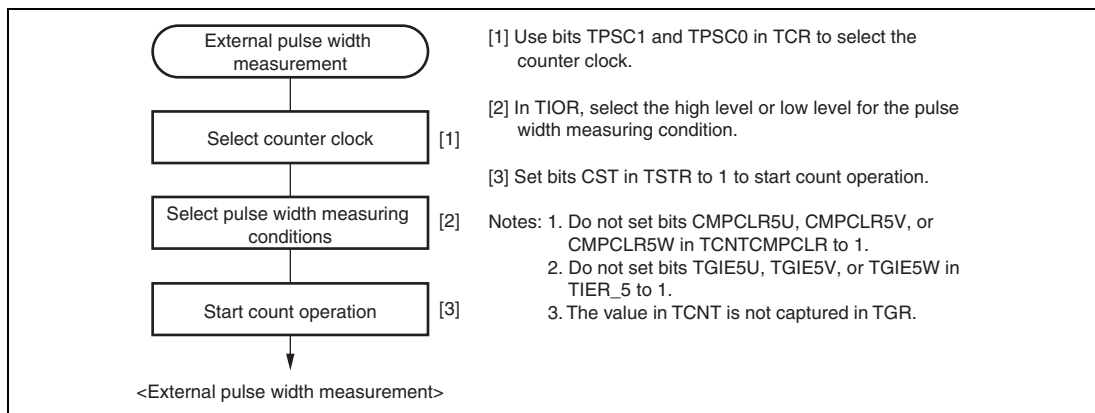 External pulse width
measurement
Select counter clock
[1]
Select pulse width measuring
conditions
[2]
Start count operation
[3]
<External pulse width measurement>
[1] Use bits TPSC1 and TPSC0 in TCR to select the
counter clock.
[2] In TIOR, select the high level or low level for the pulse
width measuring condition.
[3] Set bits CST in TSTR to 1 to start count operation.
Notes: 1. Do not set bits CMPCLR5U, CMPCLR5V, or
CMPCLR5W in TCNTCMPCLR to 1.
2. Do not set bits TGIE5U, TGIE5V, or TGIE5W in
TIER_5 to 1.
3. The value in TCNT is not captured in TGR.